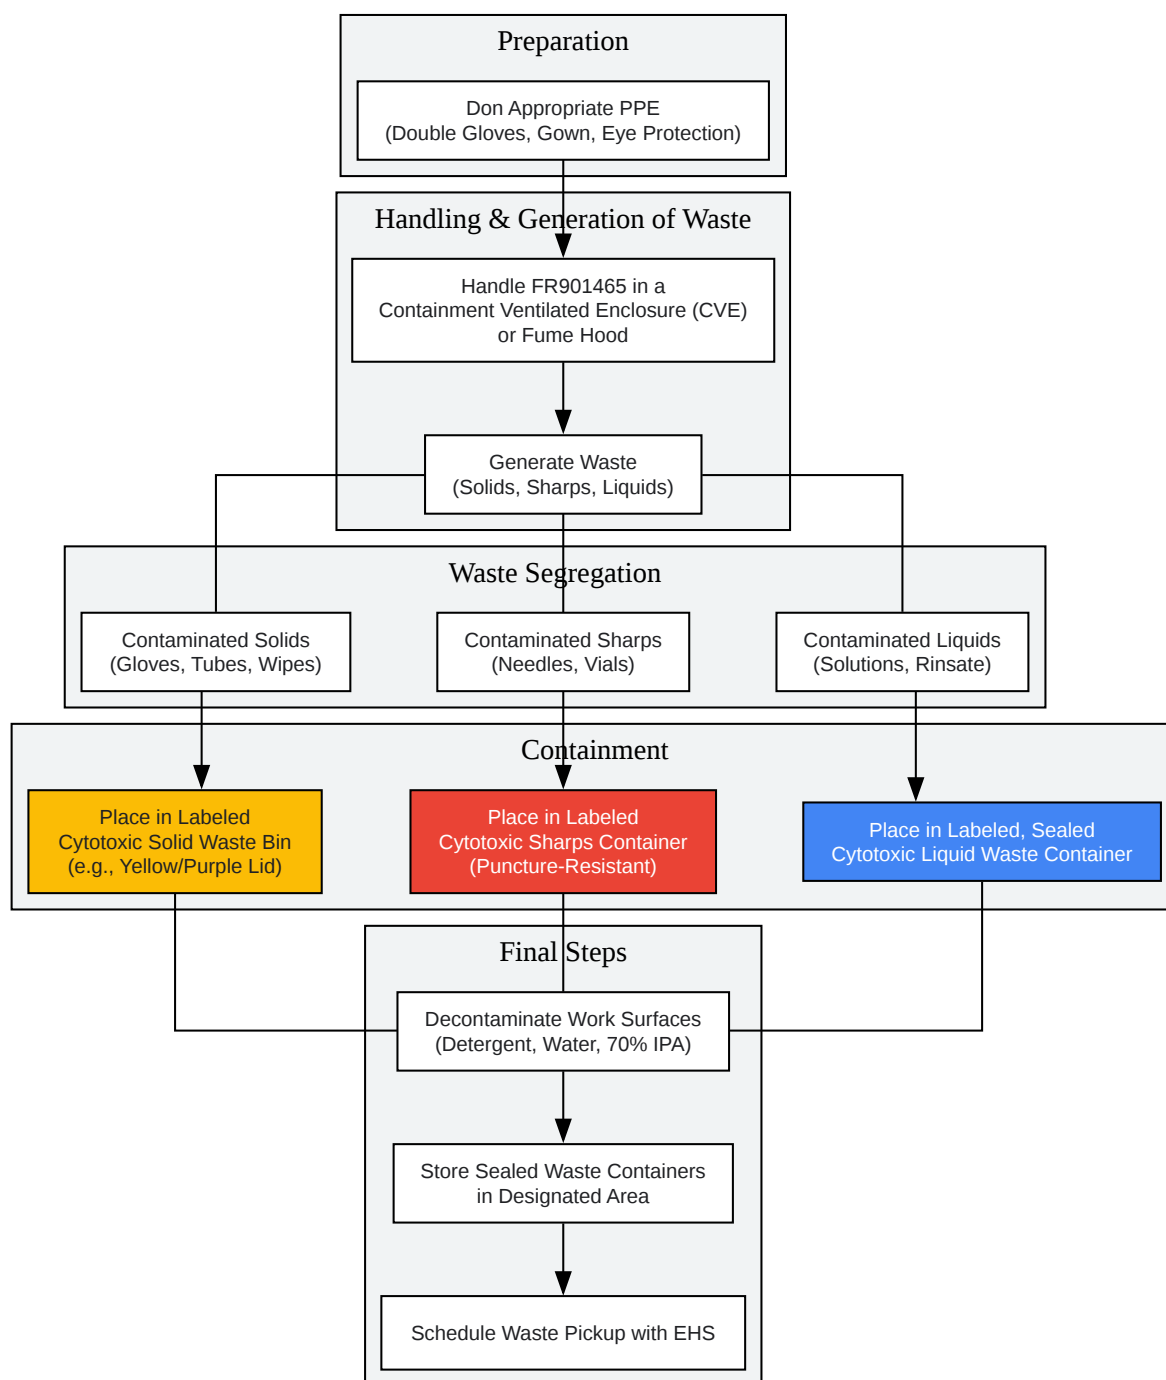 Preparation
Don Appropriate PPE
(Double Gloves, Gown, Eye Protection)
Handling & Generation of Waste
Handle FR901465 in a
Containment Ventilated Enclosure (CVE)
or Fume Hood
Generate Waste
(Solids, Sharps, Liquids)
Waste Segregation
Contaminated Solids
(Gloves, Tubes, Wipes)
Contaminated Sharps
(Needles, Vials)
Contaminated Liquids
(Solutions, Rinsate)
Containment
Place in Labeled
Cytotoxic Solid Waste Bin
(e.g., Yellow/Purple Lid)
Place in Labeled
Cytotoxic Sharps Container
(Puncture-Resistant)
Place in Labeled, Sealed
Cytotoxic Liquid Waste Container
Final Steps
Decontaminate Work Surfaces
(Detergent, Water, 70% IPA)
Store Sealed Waste Containers
in Designated Area
Schedule Waste Pickup with EHS